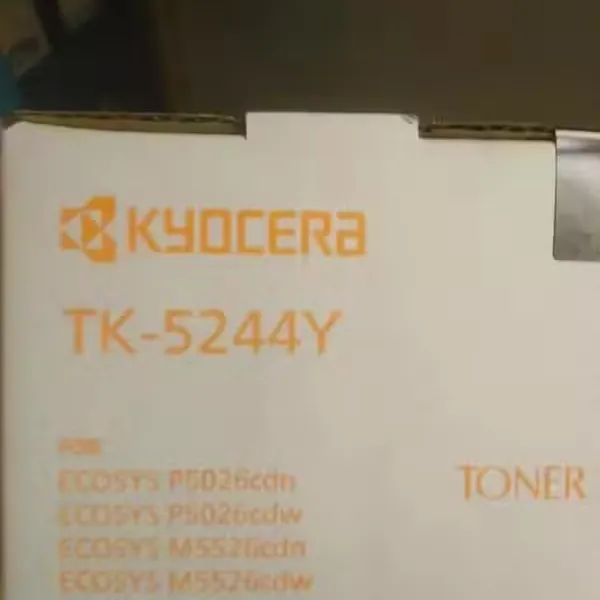 KYOCERA
TK-5244Y
FOR
ECOSYS P5026cdn
ECOSYS P5026cdw
ECOSYS M5526cdn
ECOSYS M5526cdw
TONER